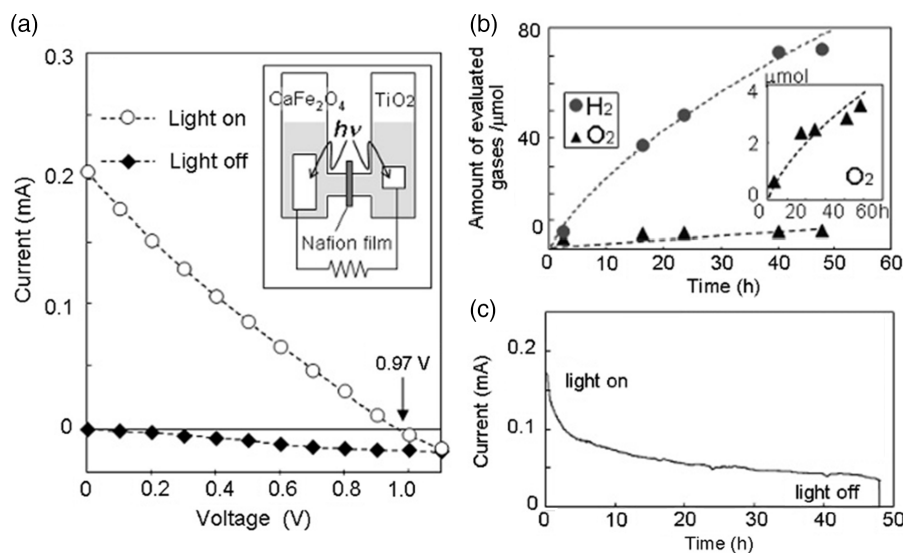 (a)
0.3
0.2
0.1
0
Current (mA)
Light on
Light off
CaFe2O4
TiO2
hν
Nafion film
0.97 V
0 0.2 0.4 0.6 0.8 1.0
Voltage (V)
(b)
80
40
0
Amount of evaluated
gases /μmol
H2
O2
μmol
4
2
0
0 20 40 60h
O2
0 10 20 30 40 50 60
Time (h)
(c)
0.2
0.1
0
Current (mA)
light on
light off
0 10 20 30 40 50
Time (h)